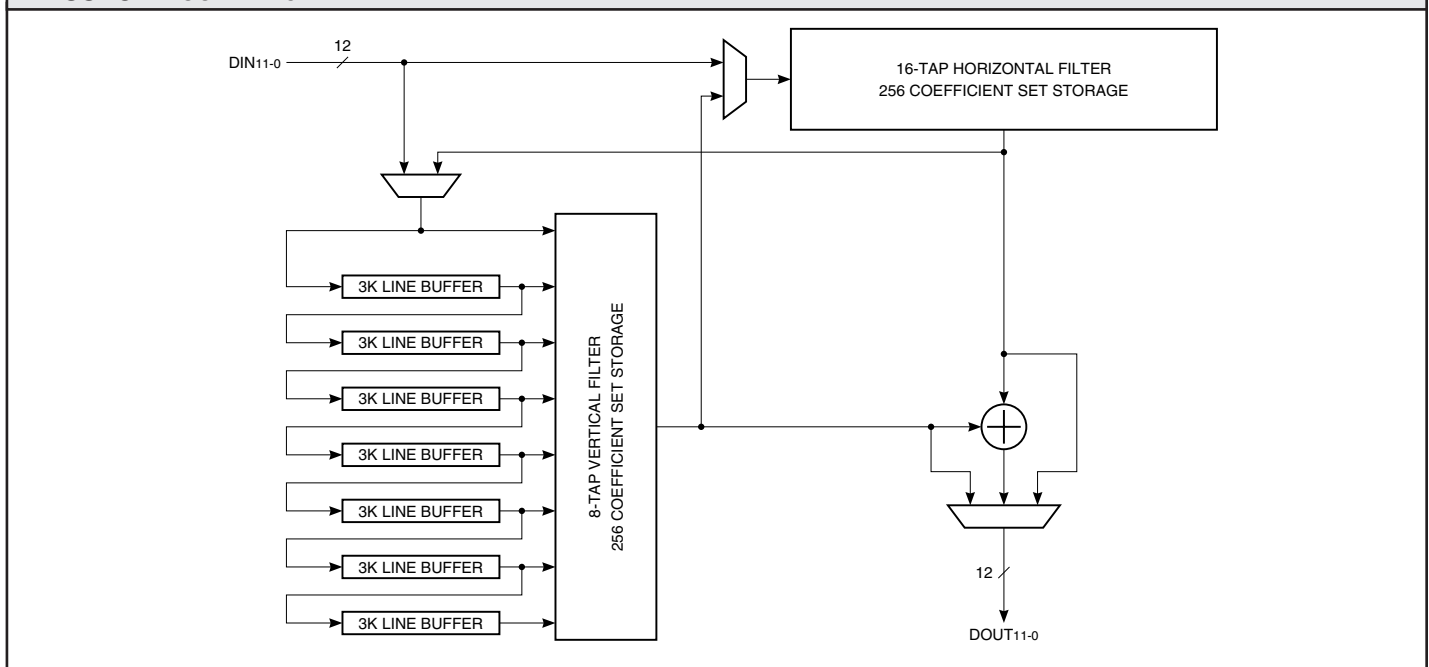 12
DIN11-0
16-TAP HORIZONTAL FILTER
256 COEFFICIENT SET STORAGE
3K LINE BUFFER
3K LINE BUFFER
3K LINE BUFFER
3K LINE BUFFER
3K LINE BUFFER
3K LINE BUFFER
3K LINE BUFFER
8-TAP VERTICAL FILTER
256 COEFFICIENT SET STORAGE
12
DOUT11-0